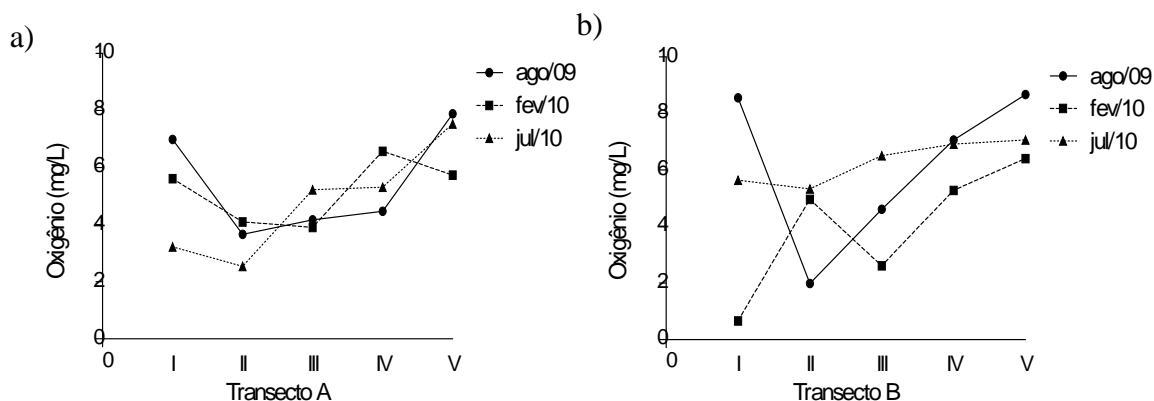 a)
10
8
6
4
2
0
Oxigênio (mg/L)
0 I II III IV V
Transecto A
ago/09
fev/10
jul/10
b)
10
8
6
4
2
0
Oxigênio (mg/L)
0 I II III IV V
Transecto B
ago/09
fev/10
jul/10